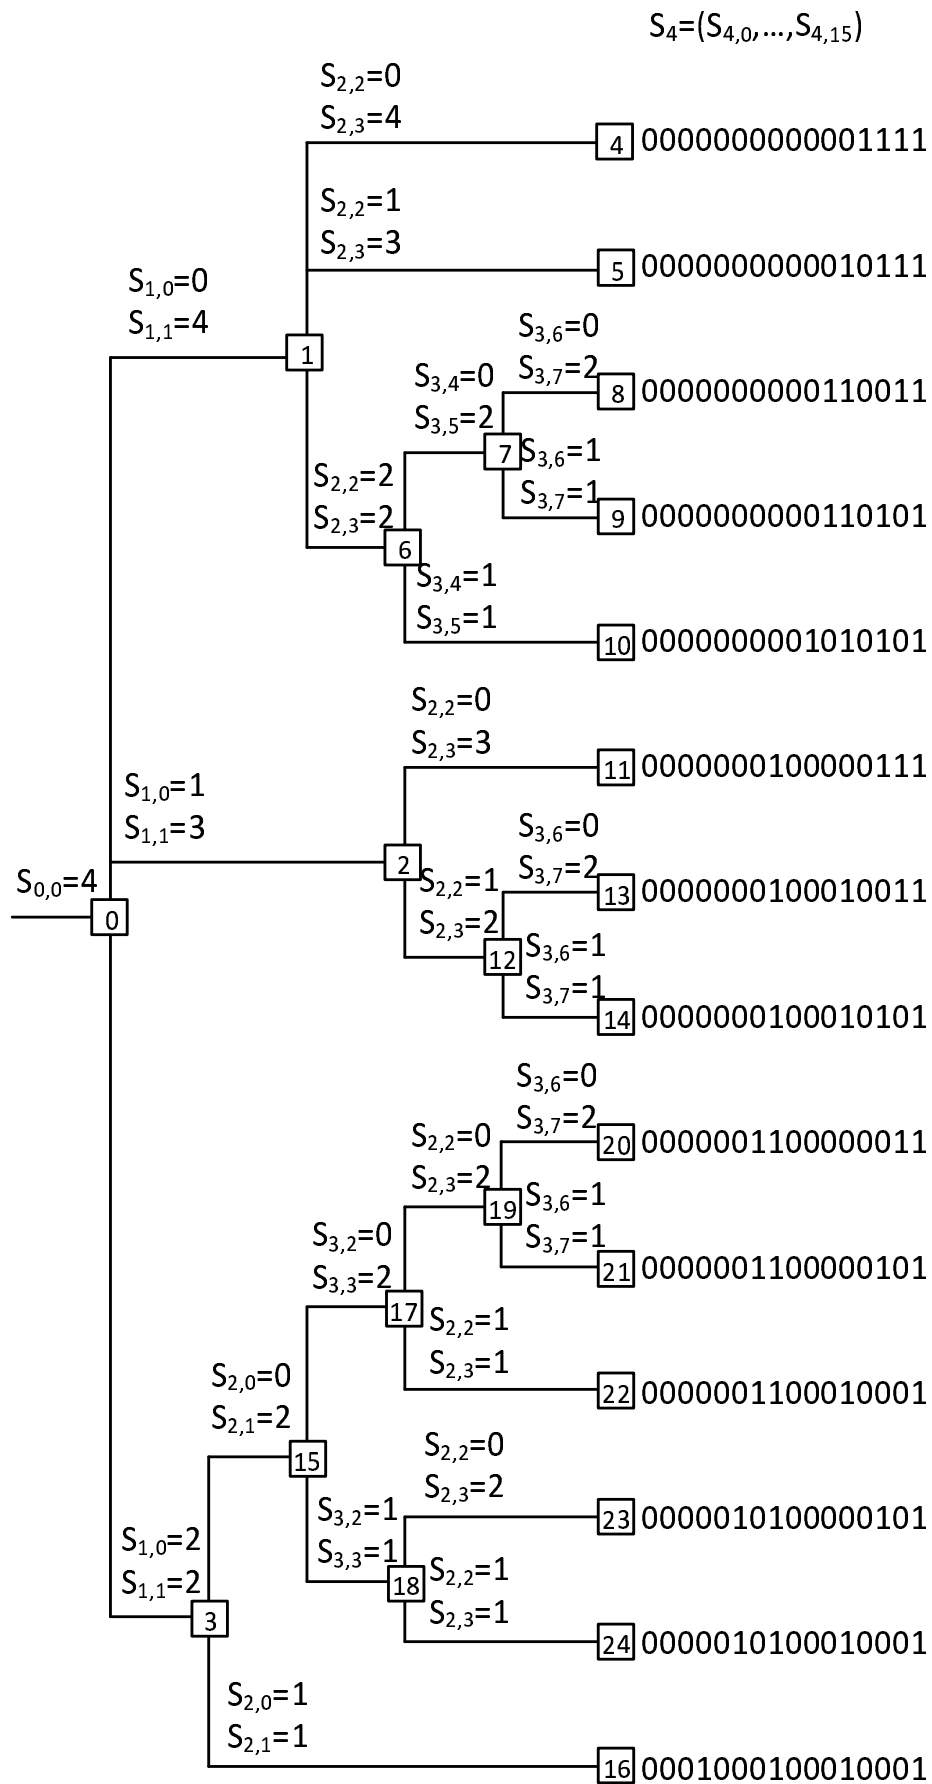 S4=(S4,0,...,S4,15)
S2,2=0
S2,3=4
4 0000000000001111
S2,2=1
S2,3=3
5 0000000000010111
S1,0=0
S1,1=4
1
S3,6=0
S3,7=2
8 0000000000110011
S3,4=0
S3,5=2
7
S3,6=1
S3,7=1
9 0000000000110101
S2,2=2
S2,3=2
6
S3,4=1
S3,5=1
10 0000000001010101
S2,2=0
S2,3=3
11 0000000100000111
S1,0=1
S1,1=3
2
S3,6=0
S3,7=2
13 0000000100010011
S2,2=1
S2,3=2
12
S3,6=1
S3,7=1
14 0000000100010101
S0,0=4
0
S3,6=0
S3,7=2
20 0000001100000011
S2,2=0
S2,3=2
19
S3,6=1
S3,7=1
21 0000001100000101
S3,2=0
S3,3=2
17
S2,2=1
S2,3=1
22 0000001100010001
S2,0=0
S2,1=2
15
S2,2=0
S2,3=2
23 0000010100000101
S3,2=1
S3,3=1
18
S2,2=1
S2,3=1
24 0000010100010001
S1,0=2
S1,1=2
3
S2,0=1
S2,1=1
16 0001000100010001